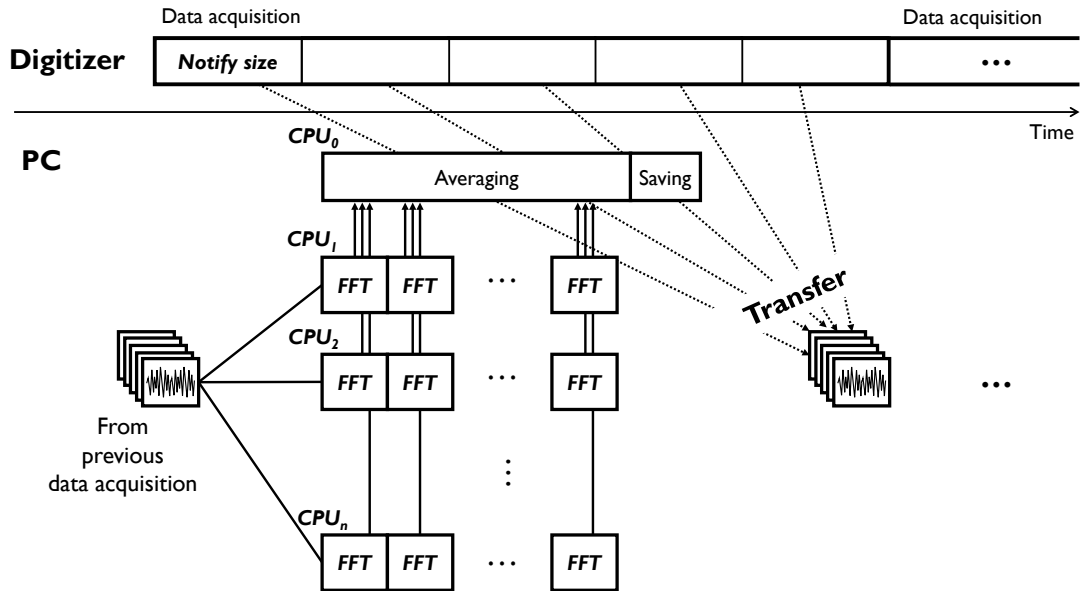 Data acquisition
Data acquisition
Digitizer
Notify size
...
Time
PC
CPU0
Averaging
Saving
CPU1
FFT
FFT
...
FFT
Transfer
CPU2
FFT
FFT
...
FFT
...
From
previous
data acquisition
...
CPUn
FFT
FFT
...
FFT